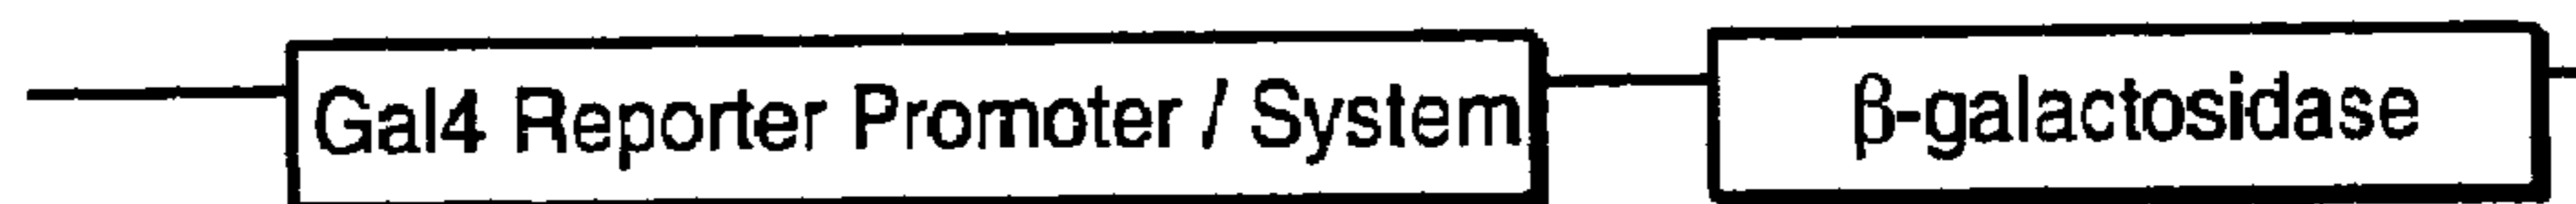 Gal4 Reporter Promoter / System
β-galactosidase